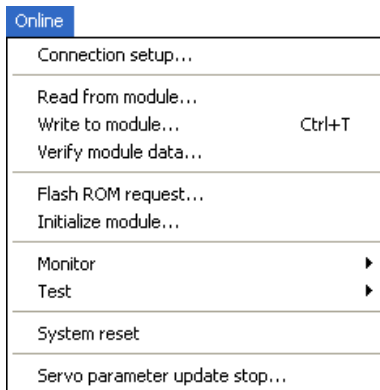 Online
Connection setup...
Read from module...
Write to module... Ctrl+T
Verify module data...
Flash ROM request...
Initialize module...
Monitor
Test
System reset
Servo parameter update stop...